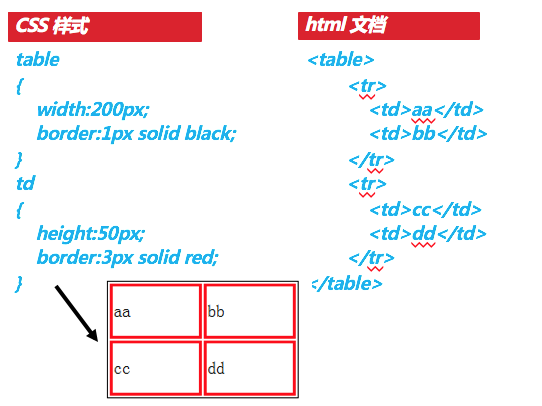 CSS 样式
table
{
width:200px;
border:1px solid black;
}
td
{
height:50px;
border:3px solid red;
}
html 文档
<table>
<tr>
<td>aa</td>
<td>bb</td>
</tr>
<tr>
<td>cc</td>
<td>dd</td>
</tr>
</table>
aa bb
cc dd